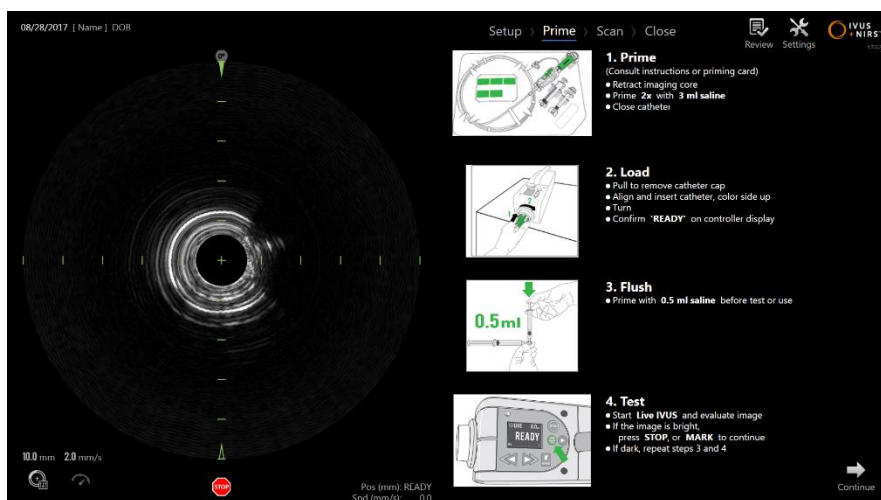 08/28/2017 [ Name ] DOB
Setup > Prime > Scan > Close
Review
Settings
IVUS
+NIRS
1. Prime
(Consult instructions or priming card)
• Retract imaging core
• Prime 2x with 3 ml saline
• Close catheter
2. Load
• Pull to remove catheter cap
• Align and insert catheter, color side up
• Turn
• Confirm "READY" on controller display
1
2
3. Flush
• Prime with 0.5 ml saline before test or use
0.5ml
4. Test
• Start Live IVUS and evaluate image
• If the image is bright,
press STOP, or MARK to continue
• If dark, repeat steps 3 and 4
LIVE
READY
10.0 mm 2.0 mm/s
STOP
Pos (mm): READY
Spd (mm/s): 0.0
Continue